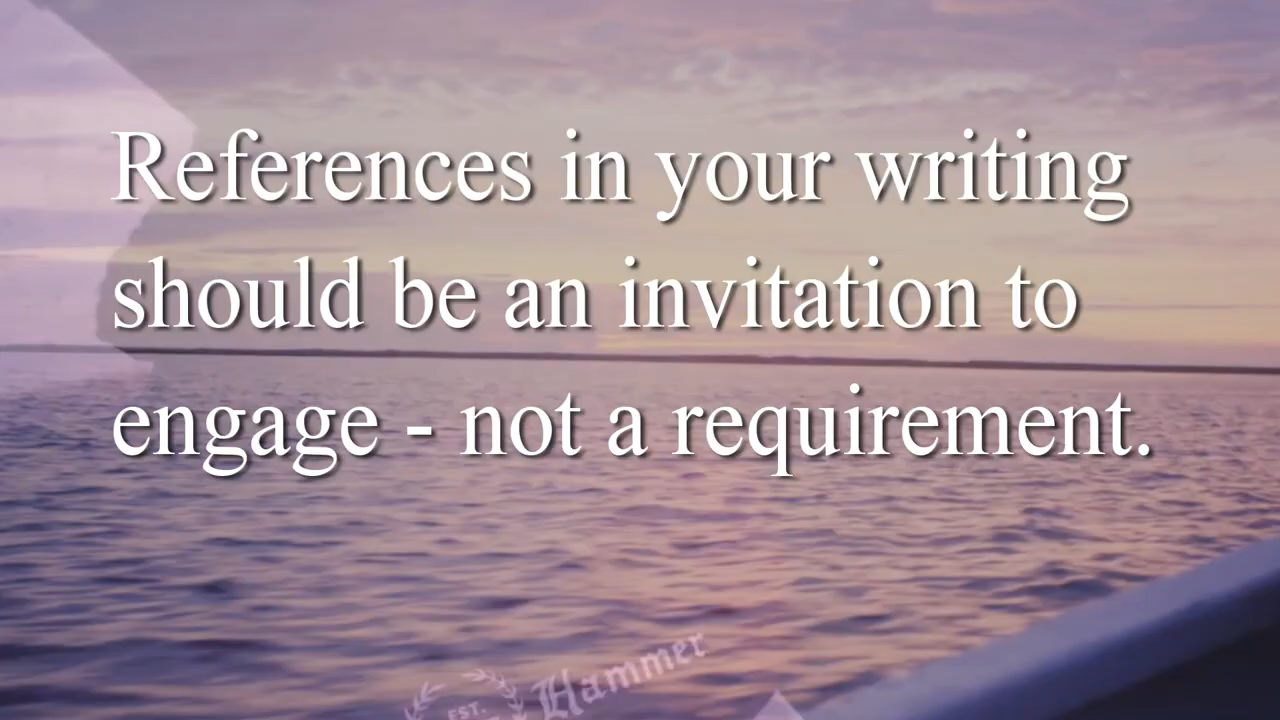 References in your writing
should be an invitation to
engage - not a requirement.
Hammer
EST.